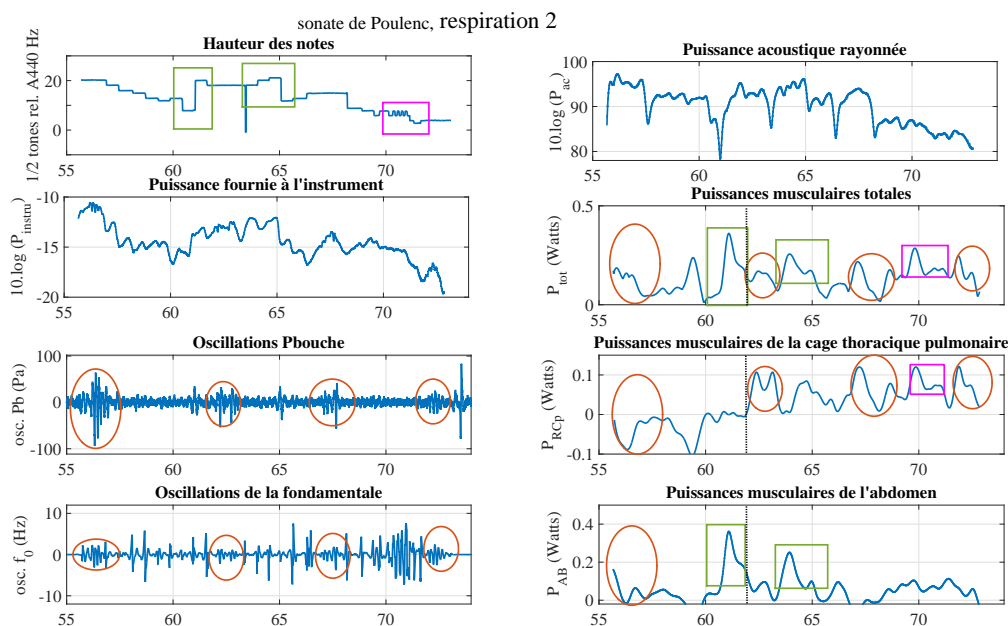 sonate de Poulenc, respiration 2
Hauteur des notes
1/2 tones rel. A440 Hz
20
0
55 60 65 70
Puissance acoustique rayonnée
10.log (P_ac)
100
90
80
55 60 65 70
Puissance fournie à l'instrument
10.log (P_instru)
-10
-15
-20
55 60 65 70
Puissances musculaires totales
P_tot (Watts)
0.5
0
55 60 65 70
Oscillations Pbouche
osc. Pb (Pa)
100
0
-100
55 60 65 70
Puissances musculaires de la cage thoracique pulmonaire
P_RCp (Watts)
0.1
0
-0.1
55 60 65 70
Oscillations de la fondamentale
osc. f_0 (Hz)
10
0
-10
55 60 65 70
Puissances musculaires de l'abdomen
P_AB (Watts)
0.4
0.2
0
55 60 65 70